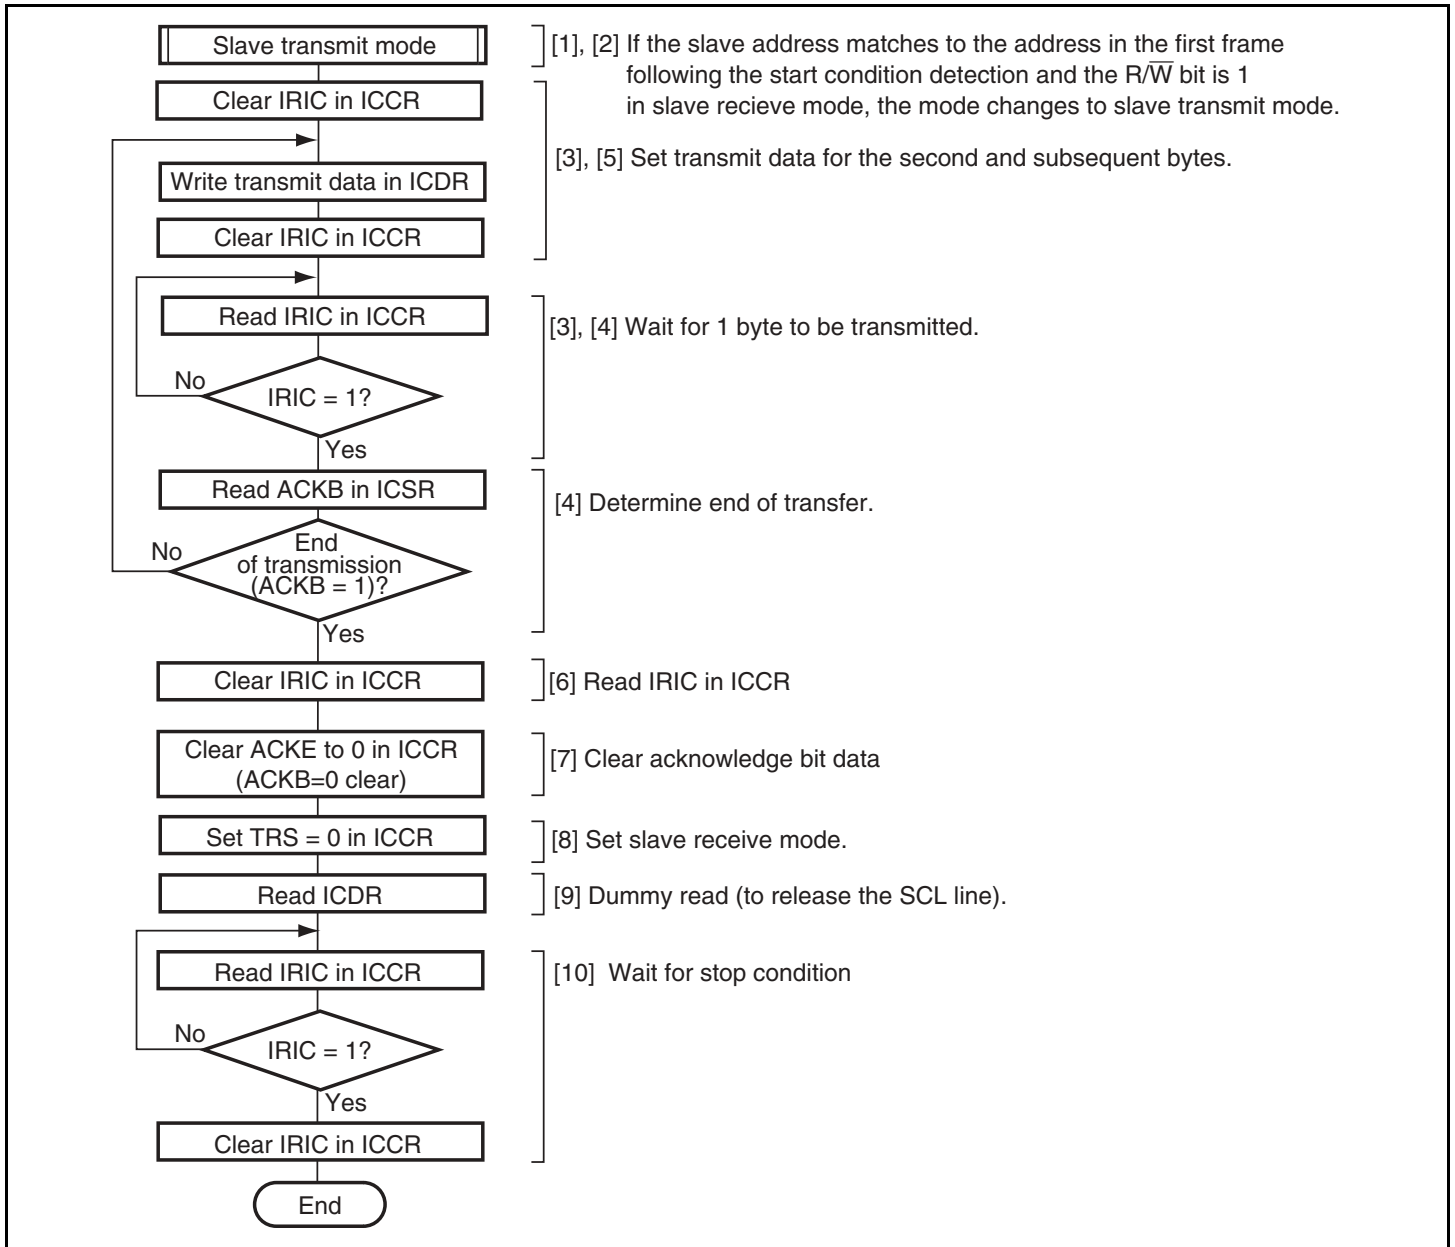 Slave transmit mode
[1], [2] If the slave address matches to the address in the first frame
following the start condition detection and the R/W̅ bit is 1
in slave recieve mode, the mode changes to slave transmit mode.
Clear IRIC in ICCR
[3], [5] Set transmit data for the second and subsequent bytes.
Write transmit data in ICDR
Clear IRIC in ICCR
Read IRIC in ICCR
[3], [4] Wait for 1 byte to be transmitted.
No
IRIC = 1?
Yes
Read ACKB in ICSR
[4] Determine end of transfer.
No
End
of transmission
(ACKB = 1)?
Yes
Clear IRIC in ICCR
[6] Read IRIC in ICCR
Clear ACKE to 0 in ICCR
(ACKB=0 clear)
[7] Clear acknowledge bit data
Set TRS = 0 in ICCR
[8] Set slave receive mode.
Read ICDR
[9] Dummy read (to release the SCL line).
Read IRIC in ICCR
[10] Wait for stop condition
No
IRIC = 1?
Yes
Clear IRIC in ICCR
End